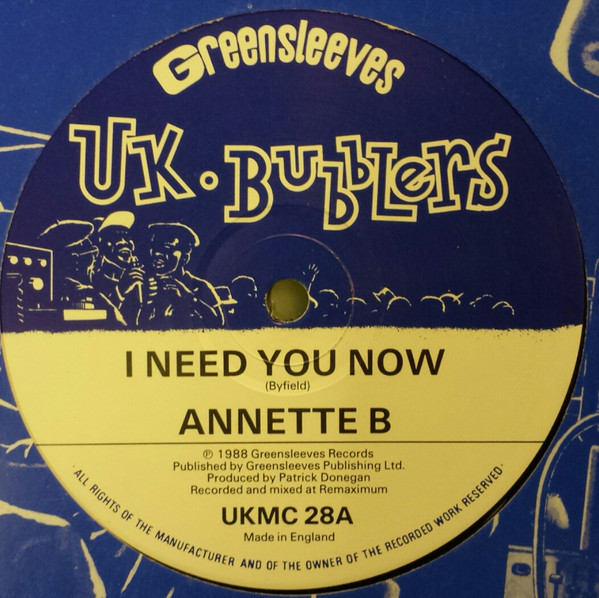 Greensleeves
UK · BubbLers
I NEED YOU NOW
(Byfield)
ANNETTE B
℗ 1988 Greensleeves Records
Published by Greensleeves Publishing Ltd.
Produced by Patrick Donegan
Recorded and mixed at Remaximum
UKMC 28A
Made in England
·ALL RIGHTS OF THE MANUFACTURER AND OF THE OWNER OF THE RECORDED WORK RESERVED·